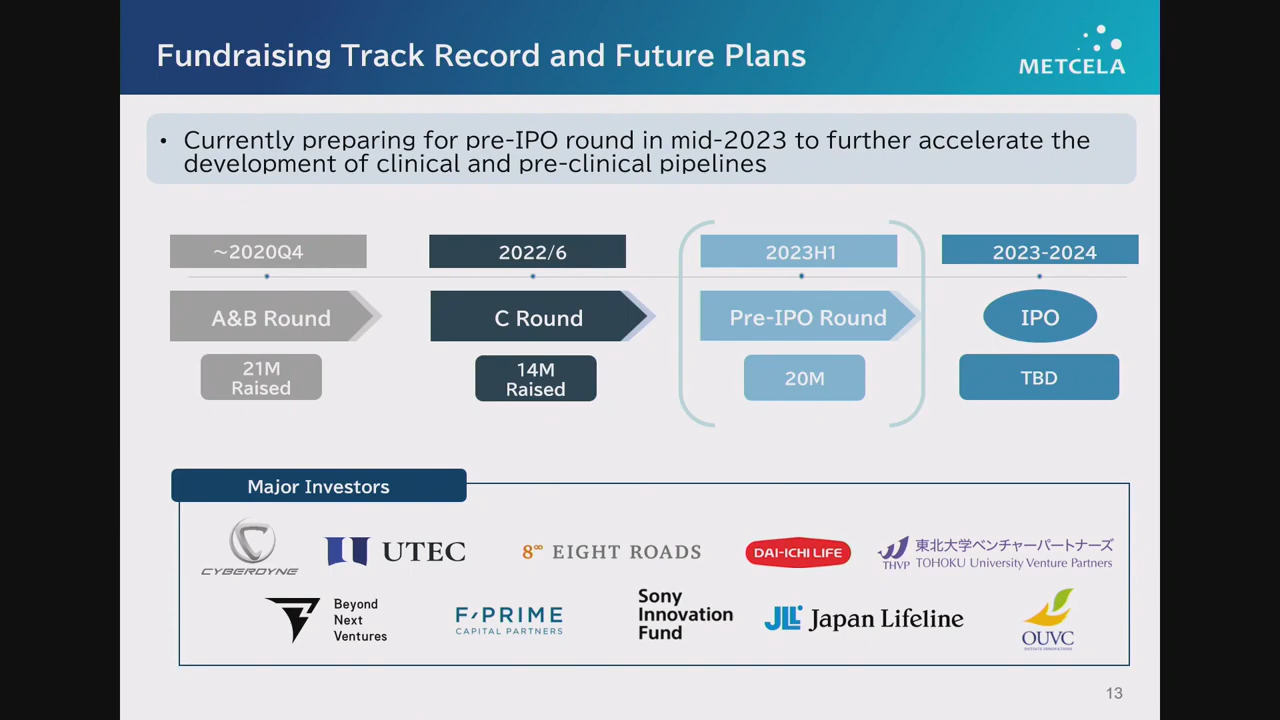 Fundraising Track Record and Future Plans
METCELA
• Currently preparing for pre-IPO round in mid-2023 to further accelerate the
development of clinical and pre-clinical pipelines
～2020Q4
2022/6
2023H1
2023-2024
A&B Round
C Round
Pre-IPO Round
IPO
21M
Raised
14M
Raised
20M
TBD
Major Investors
CYBERDYNE
UTEC
8∞ EIGHT ROADS
DAI-ICHI LIFE
THVP
東北大学ベンチャーパートナーズ
TOHOKU University Venture Partners
Beyond
Next
Ventures
F-PRIME
CAPITAL PARTNERS
Sony
Innovation
Fund
JLL Japan Lifeline
OUVC
13